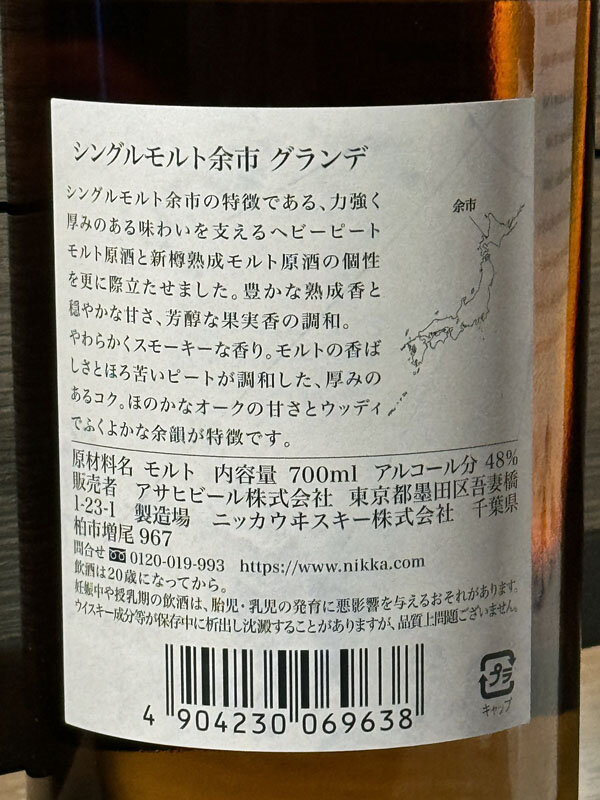 シングルモルト余市 グランデ
シングルモルト余市の特徴である、力強く
厚みのある味わいを支えるヘビーピート
モルト原酒と新樽熟成モルト原酒の個性
を更に際立たせました。豊かな熟成香と
穏やかな甘さ、芳醇な果実香の調和。
やわらかくスモーキーな香り。モルトの香ば
しさとほろ苦いピートが調和した、厚みの
あるコク。ほのかなオークの甘さとウッディ
でふくよかな余韻が特徴です。
余市
原材料名 モルト 内容量 700ml アルコール分 48%
販売者 アサヒビール株式会社 東京都墨田区吾妻橋
1-23-1 製造場 ニッカウヰスキー株式会社 千葉県
柏市増尾 967
問合せ 0120-019-993 https://www.nikka.com
飲酒は20歳になってから。
妊娠中や授乳期の飲酒は、胎児・乳児の発育に悪影響を与えるおそれがあります。
ウイスキー成分等が保存中に析出し沈澱することがありますが、品質上問題ございません。
4 904230 069638
プラ
キャップ